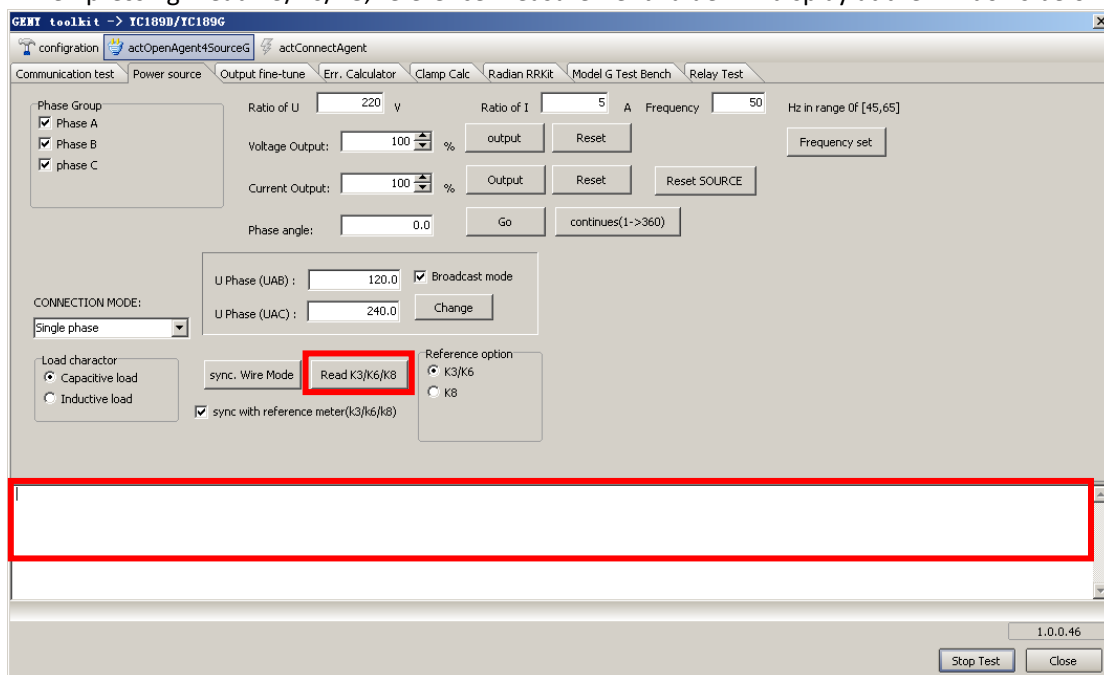 GENY toolkit -> YC189D/YC189G
configration actOpenAgent4SourceG actConnectAgent
Communication test Power source Output fine-tune Err. Calculator Clamp Calc Radian RRKit Model G Test Bench Relay Test
Phase Group
Phase A
Phase B
phase C
Ratio of U 220 V Ratio of I 5 A Frequency 50 Hz in range 0f [45,65]
Voltage Output: 100 % output Reset Frequency set
Current Output: 100 % Output Reset Reset SOURCE
Phase angle: 0.0 Go continues(1->360)
U Phase (UAB) : 120.0 Broadcast mode
U Phase (UAC) : 240.0 Change
CONNECTION MODE:
Single phase
Load charactor
Capacitive load
Inductive load
sync. Wire Mode Read K3/K6/K8
sync with reference meter(k3/k6/k8)
Reference option
K3/K6
K8
1.0.0.46
Stop Test Close